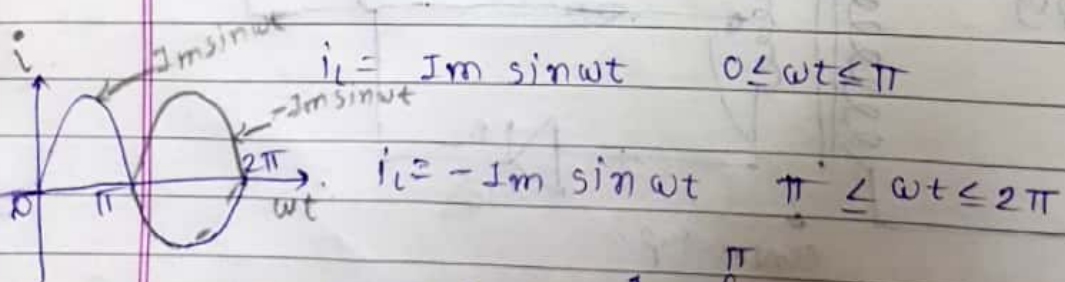 i
Im sinωt
iL = Im sinωt 0 ≤ ωt ≤ π
-Im sinωt
iL = - Im sin ωt π ≤ ωt ≤ 2π
0 π 2π ωt
π